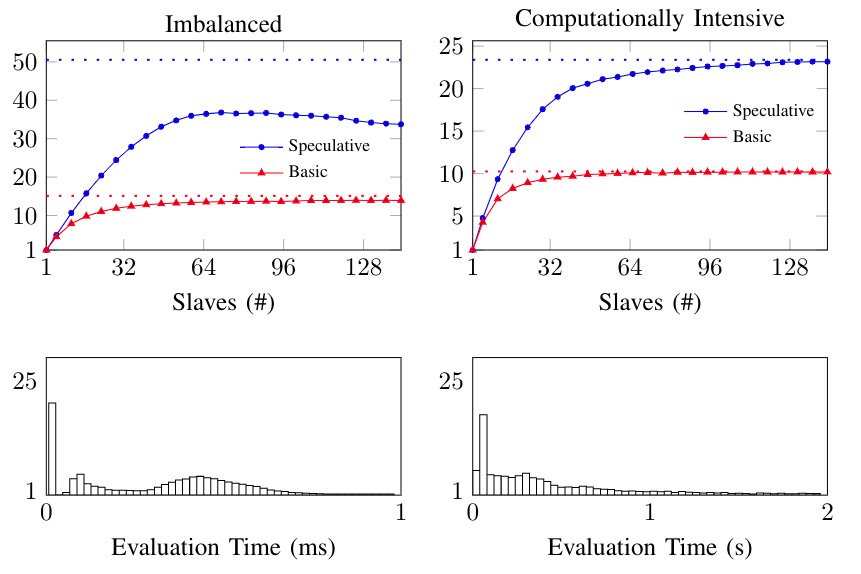 Imbalanced
50
40
30
20
10
1
1 32 64 96 128
Slaves (#)
Speculative
Basic
Computationally Intensive
25
20
15
10
5
1
1 32 64 96 128
Slaves (#)
Speculative
Basic
25
1
0 1
Evaluation Time (ms)
25
1
0 1 2
Evaluation Time (s)